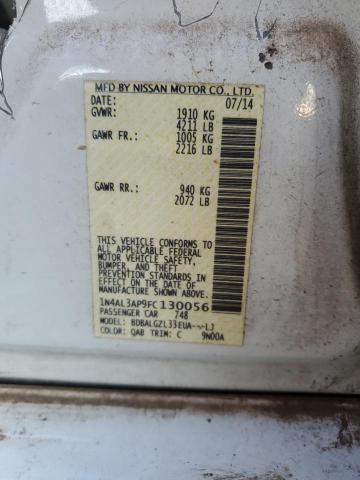 MFD BY NISSAN MOTOR CO., LTD.
DATE: 07/14
GVWR: 1910 KG
4211 LB
GAWR FR.: 1005 KG
2216 LB
GAWR RR.: 940 KG
2072 LB
THIS VEHICLE CONFORMS TO
ALL APPLICABLE FEDERAL
MOTOR VEHICLE SAFETY,
BUMPER, AND THEFT
PREVENTION STANDARDS IN
EFFECT ON THE DATE OF
MANUFACTURE SHOWN ABOVE.
1N4AL3AP9FC130056
PASSENGER CAR 748
MODEL: BDBALGZL33EUA---LJ
COLOR: QAB TRIM: C 9N00A